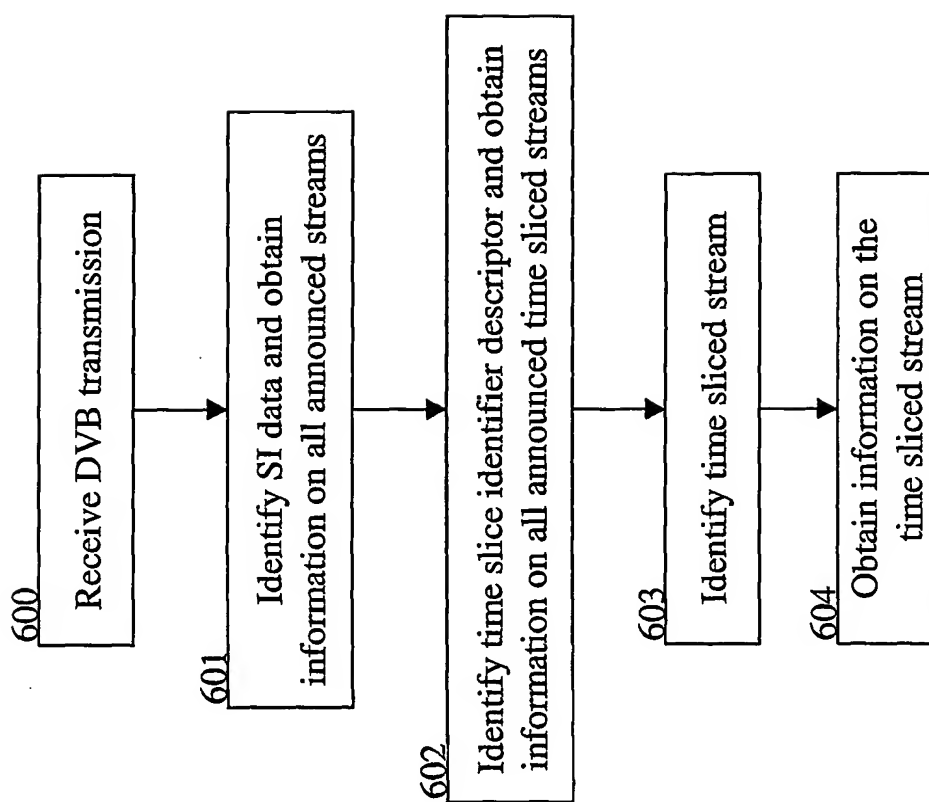 600
Receive DVB transmission
601
Identify SI data and obtain
information on all announced streams
602
Identify time slice identifier descriptor and obtain
information on all announced time sliced streams
603
Identify time sliced stream
604
Obtain information on the
time sliced stream